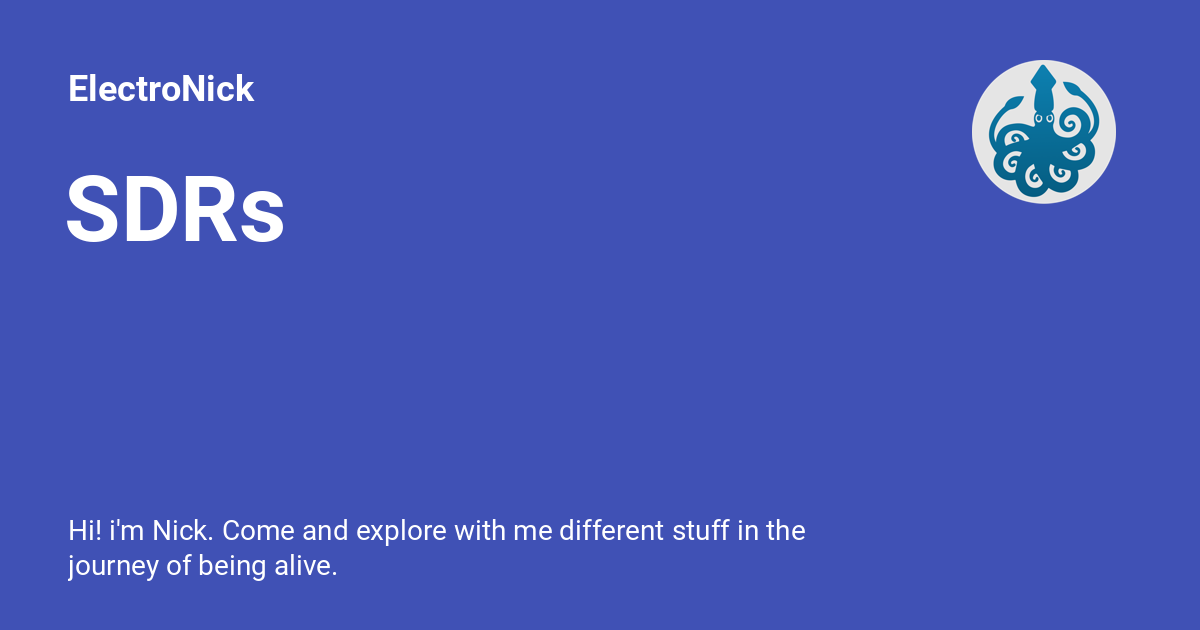 ElectroNick
SDRs
Hi! i'm Nick. Come and explore with me different stuff in the
journey of being alive.